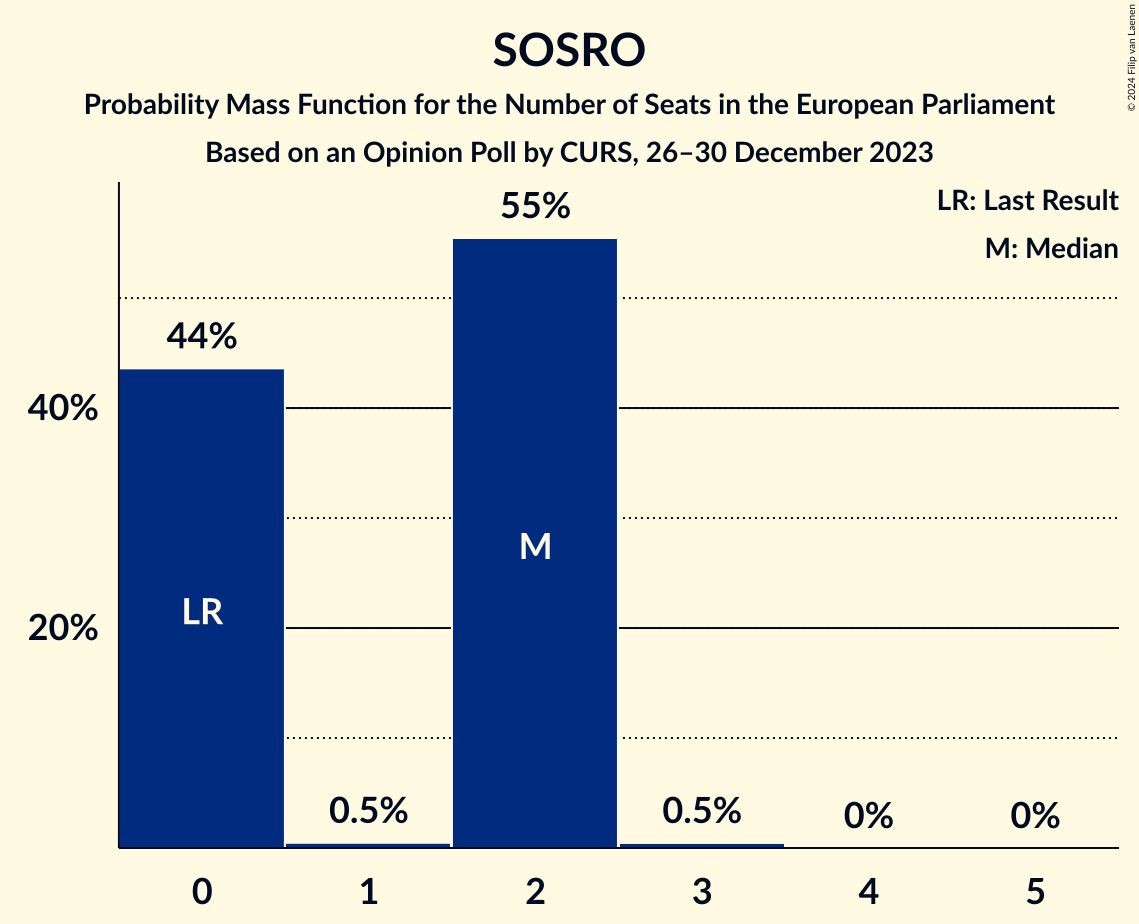 SOSRO
Probability Mass Function for the Number of Seats in the European Parliament
Based on an Opinion Poll by CURS, 26–30 December 2023
© 2024 Filip van Laenen
LR: Last Result
M: Median
55%
44%
40%
M
LR
20%
0.5%
0.5%
0%
0%
0 1 2 3 4 5